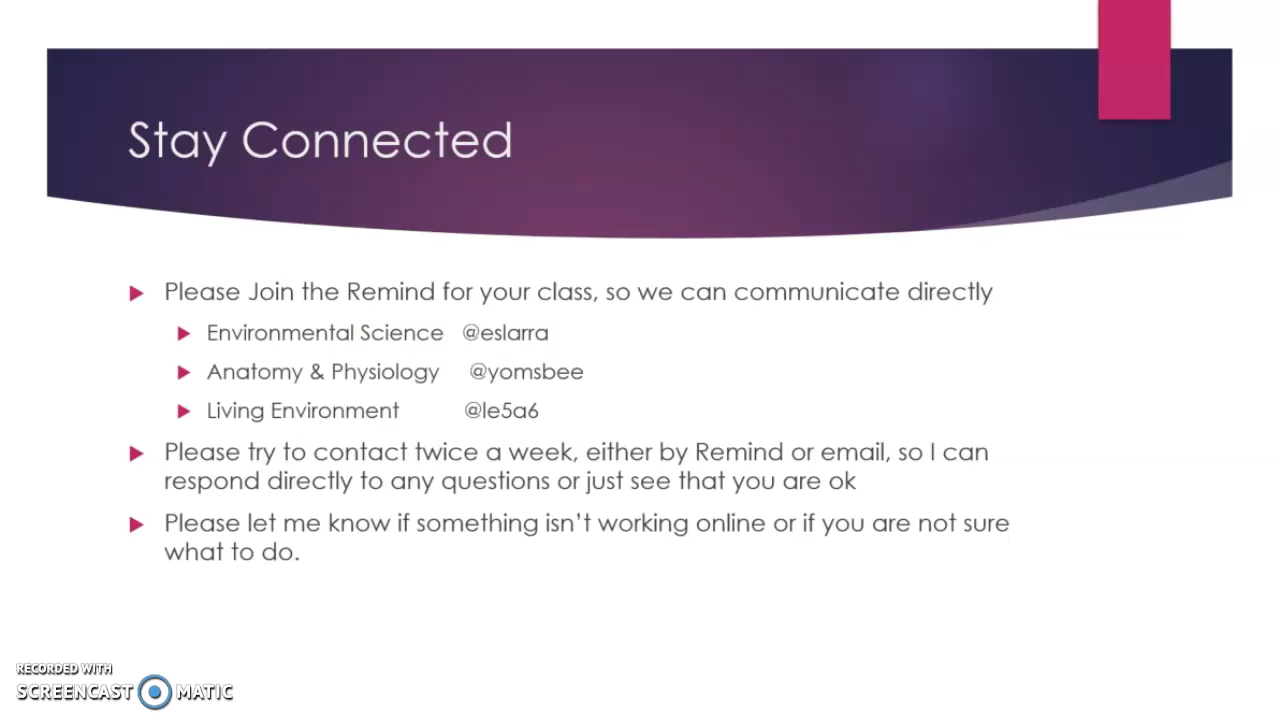 Stay Connected
Please Join the Remind for your class, so we can communicate directly
Environmental Science @eslarra
Anatomy & Physiology @yomsbee
Living Environment @le5a6
Please try to contact twice a week, either by Remind or email, so I can
respond directly to any questions or just see that you are ok
Please let me know if something isn’t working online or if you are not sure
what to do.
RECORDED WITH
SCREENCAST MATIC